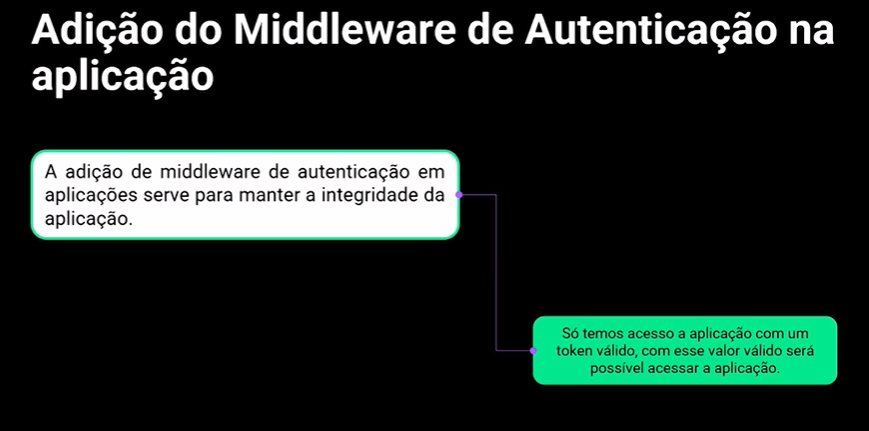 Adição do Middleware de Autenticação na
aplicação
A adição de middleware de autenticação em
aplicações serve para manter a integridade da
aplicação.
Só temos acesso a aplicação com um
token válido, com esse valor válido será
possível acessar a aplicação.